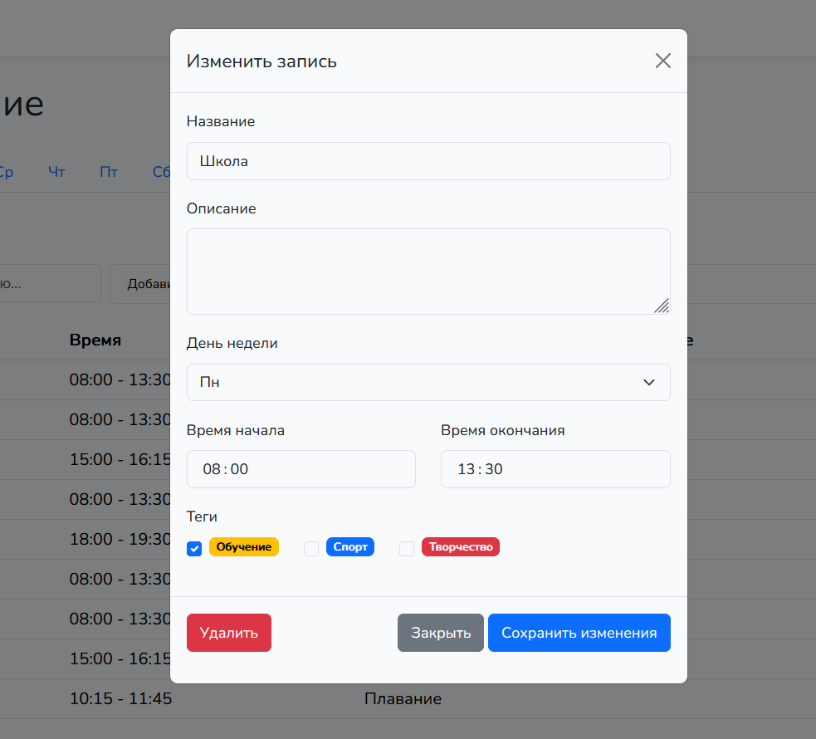 Изменить запись
ие
Название
Школа
Ср Чт Пт Сб
Описание
ю... Добави
День недели
Время е
Пн
08:00 - 13:30
08:00 - 13:30
Время начала Время окончания
08:00 13:30
15:00 - 16:15
08:00 - 13:30
Теги
18:00 - 19:30
Обучение Спорт Творчество
08:00 - 13:30
08:00 - 13:30
Удалить Закрыть Сохранить изменения
15:00 - 16:15
10:15 - 11:45 Плавание